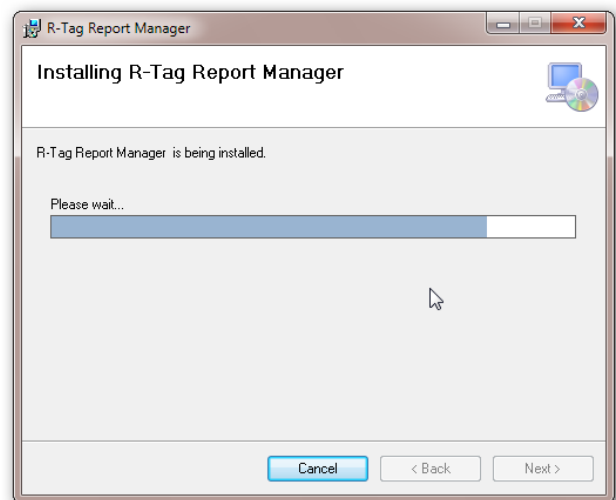 R-Tag Report Manager
Installing R-Tag Report Manager
R-Tag Report Manager is being installed.
Please wait...
Cancel
< Back
Next >